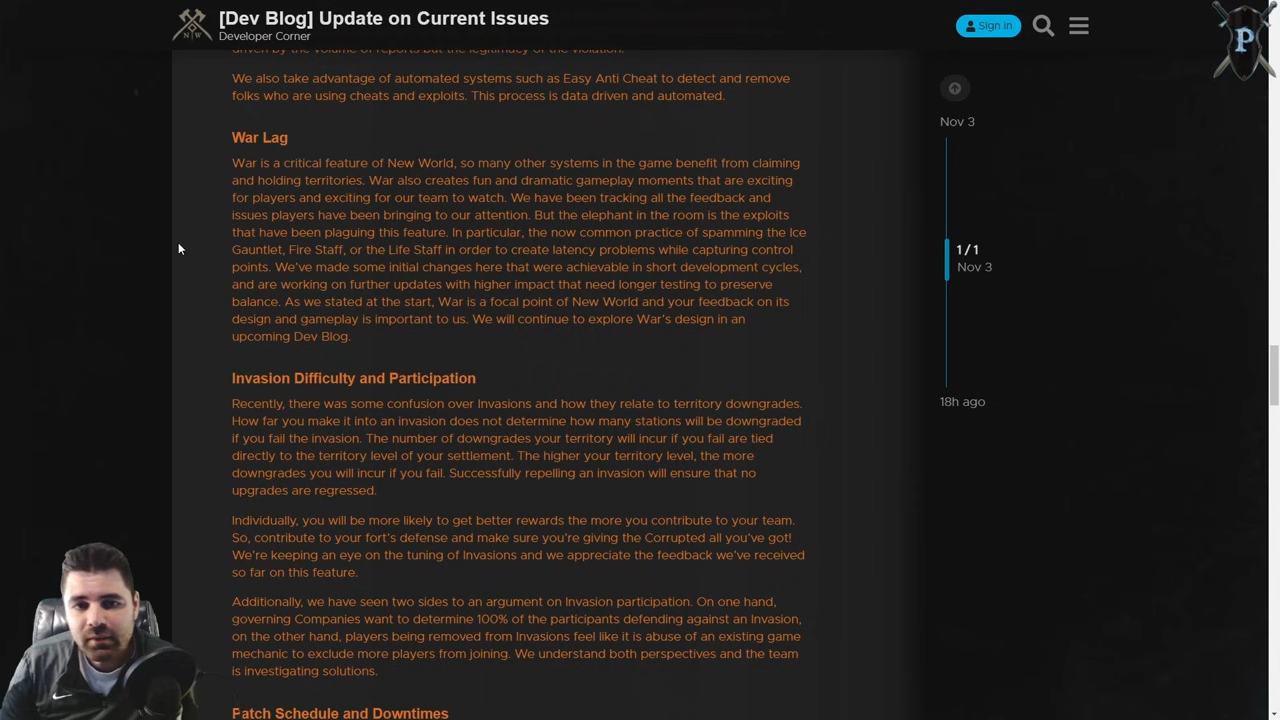 [Dev Blog] Update on Current Issues
Developer Corner
Sign in
P
N W
driven by the volume of reports but the legitimacy of the violation.
We also take advantage of automated systems such as Easy Anti Cheat to detect and remove
folks who are using cheats and exploits. This process is data driven and automated.
Nov 3
War Lag
War is a critical feature of New World, so many other systems in the game benefit from claiming
and holding territories. War also creates fun and dramatic gameplay moments that are exciting
for players and exciting for our team to watch. We have been tracking all the feedback and
issues players have been bringing to our attention. But the elephant in the room is the exploits
that have been plaguing this feature. In particular, the now common practice of spamming the Ice
Gauntlet, Fire Staff, or the Life Staff in order to create latency problems while capturing control
points. We've made some initial changes here that were achievable in short development cycles,
and are working on further updates with higher impact that need longer testing to preserve
balance. As we stated at the start, War is a focal point of New World and your feedback on its
design and gameplay is important to us. We will continue to explore War's design in an
upcoming Dev Blog.
1 / 1
Nov 3
Invasion Difficulty and Participation
Recently, there was some confusion over Invasions and how they relate to territory downgrades.
How far you make it into an invasion does not determine how many stations will be downgraded
if you fail the invasion. The number of downgrades your territory will incur if you fail are tied
directly to the territory level of your settlement. The higher your territory level, the more
downgrades you will incur if you fail. Successfully repelling an invasion will ensure that no
upgrades are regressed.
18h ago
Individually, you will be more likely to get better rewards the more you contribute to your team.
So, contribute to your fort's defense and make sure you're giving the Corrupted all you've got!
We're keeping an eye on the tuning of Invasions and we appreciate the feedback we've received
so far on this feature.
Additionally, we have seen two sides to an argument on Invasion participation. On one hand,
governing Companies want to determine 100% of the participants defending against an Invasion,
on the other hand, players being removed from Invasions feel like it is abuse of an existing game
mechanic to exclude more players from joining. We understand both perspectives and the team
is investigating solutions.
Patch Schedule and Downtimes